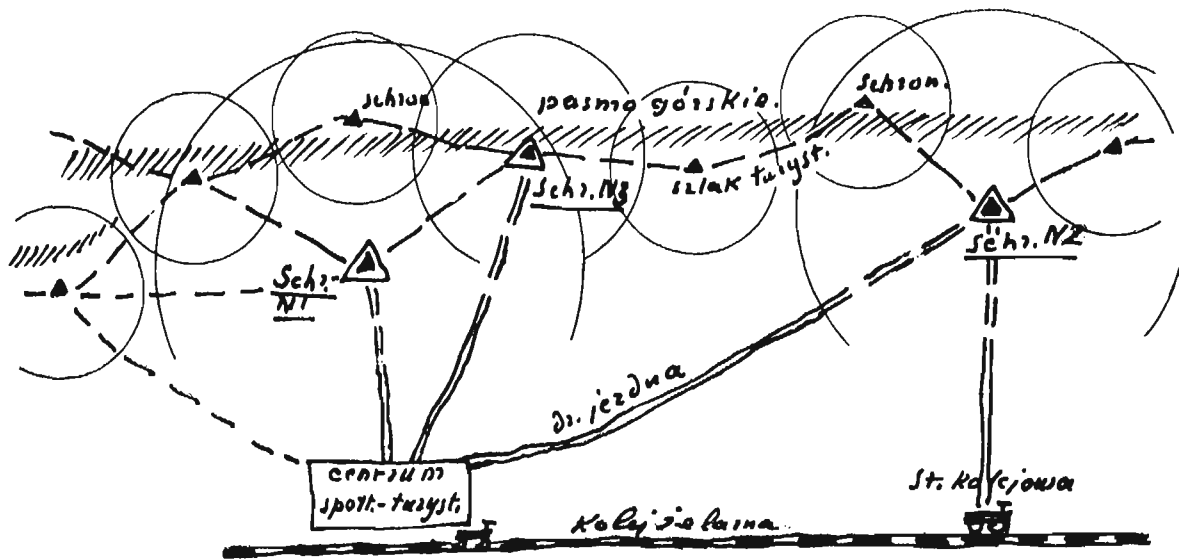 schron
pasmo górskie.
schron.
szlak turyst.
Schr. N3
Schr. N2
Schr.
N1
dr. jezdna
centrum
sport.-turyst.
st. kolejowa
Kolej żelazna